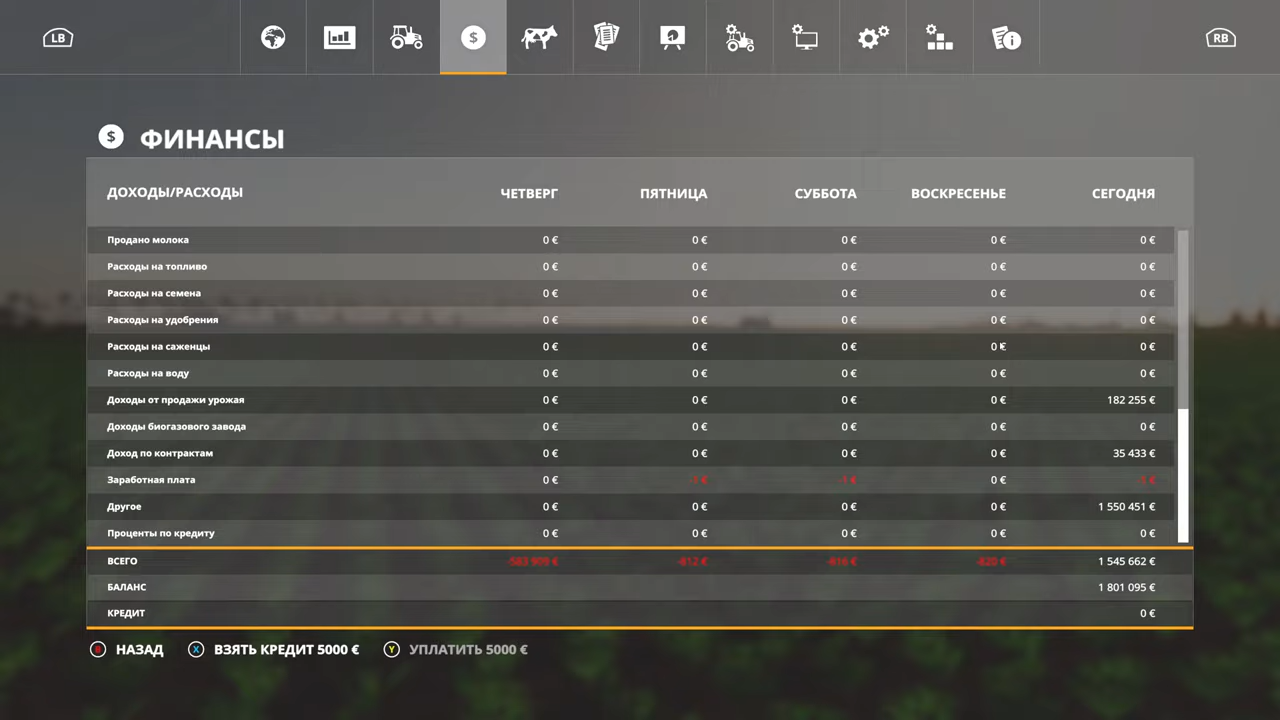 LB
RB
$ ФИНАНСЫ
ДОХОДЫ/РАСХОДЫ ЧЕТВЕРГ ПЯТНИЦА СУББОТА ВОСКРЕСЕНЬЕ СЕГОДНЯ
Продано молока 0 € 0 € 0 € 0 € 0 €
Расходы на топливо 0 € 0 € 0 € 0 € 0 €
Расходы на семена 0 € 0 € 0 € 0 € 0 €
Расходы на удобрения 0 € 0 € 0 € 0 € 0 €
Расходы на саженцы 0 € 0 € 0 € 0 € 0 €
Расходы на воду 0 € 0 € 0 € 0 € 0 €
Доходы от продажи урожая 0 € 0 € 0 € 0 € 182 255 €
Доходы биогазового завода 0 € 0 € 0 € 0 € 0 €
Доход по контрактам 0 € 0 € 0 € 0 € 35 433 €
Заработная плата 0 € -1 € -1 € 0 € -1 €
Другое 0 € 0 € 0 € 0 € 1 550 451 €
Проценты по кредиту 0 € 0 € 0 € 0 € 0 €
ВСЕГО -812 € -816 € -820 € 1 545 662 €
БАЛАНС 1 801 095 €
КРЕДИТ 0 €
B НАЗАД X ВЗЯТЬ КРЕДИТ 5000 € Y УПЛАТИТЬ 5000 €